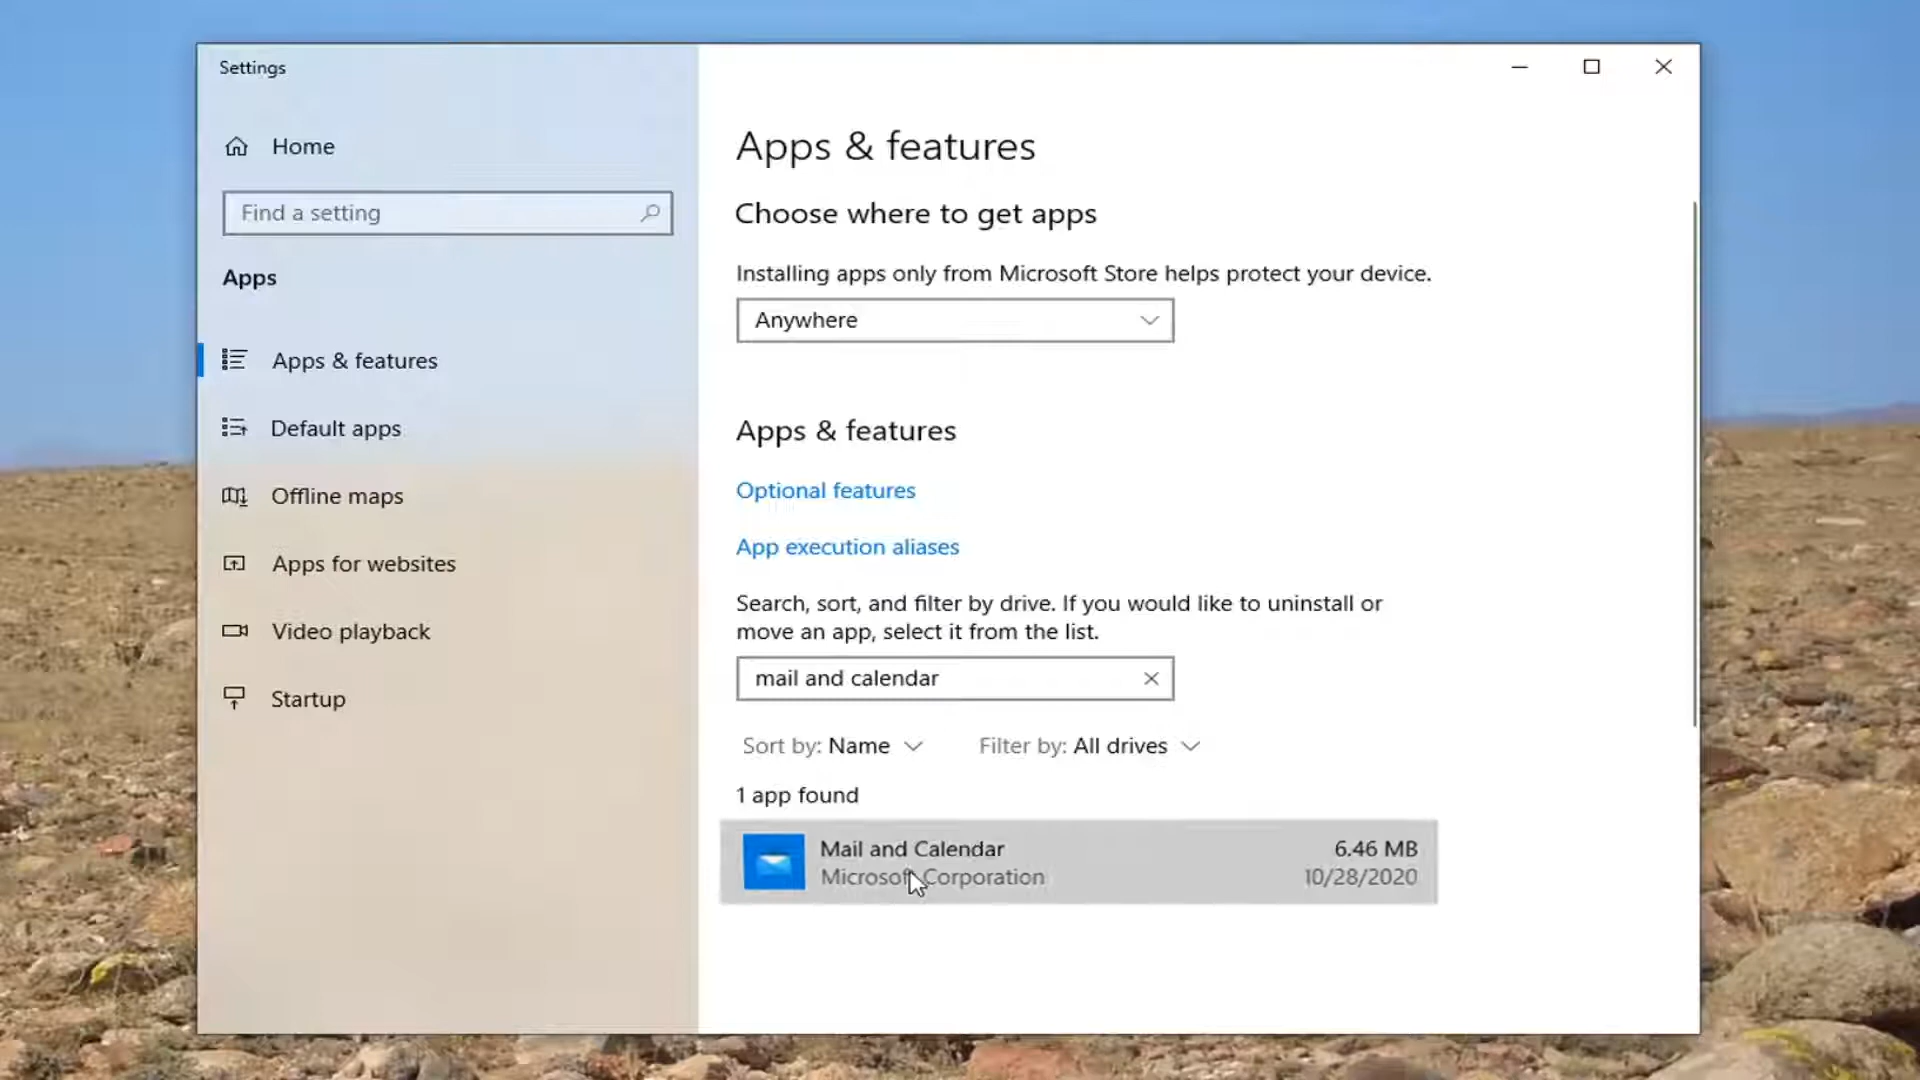 Settings
Home
Find a setting
Apps
Apps & features
Default apps
Offline maps
Apps for websites
Video playback
Startup
Apps & features
Choose where to get apps
Installing apps only from Microsoft Store helps protect your device.
Anywhere
Apps & features
Optional features
App execution aliases
Search, sort, and filter by drive. If you would like to uninstall or
move an app, select it from the list.
mail and calendar
Sort by: Name Filter by: All drives
1 app found
Mail and Calendar 6.46 MB
Microsoft Corporation 10/28/2020